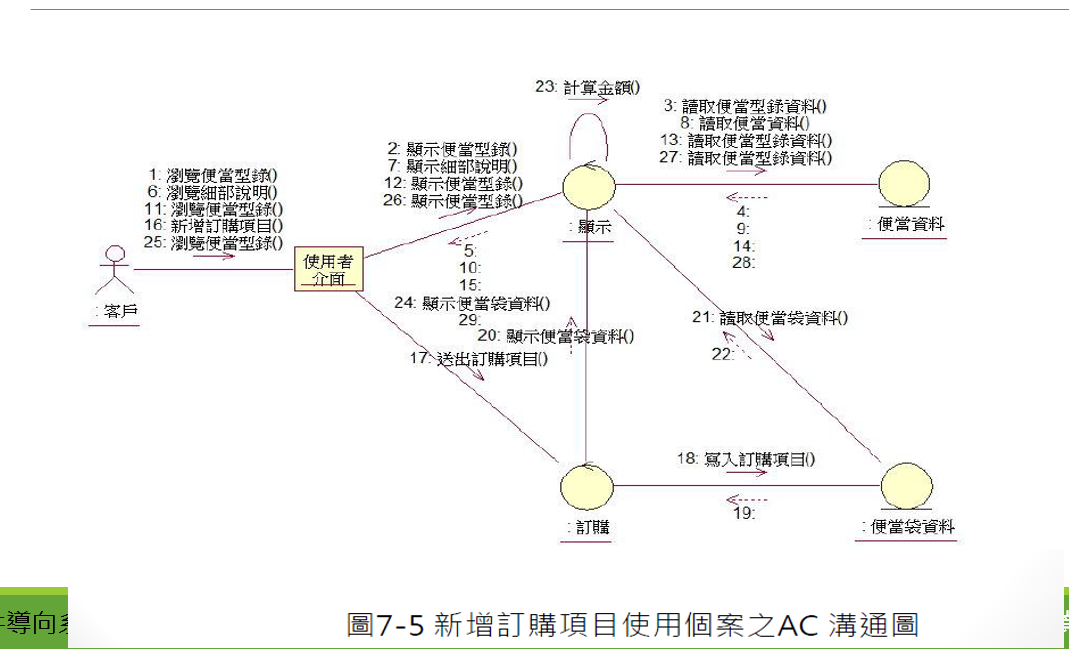 23: 計算金額()
3: 讀取便當型錄資料()
8: 讀取便當資料()
13: 讀取便當型錄資料()
27: 讀取便當型錄資料()
2: 顯示便當型錄()
7: 顯示細部說明()
12: 顯示便當型錄()
26: 顯示便當型錄()
1: 瀏覽便當型錄()
6: 瀏覽細部說明()
11: 瀏覽便當型錄()
16: 新增訂購項目()
25: 瀏覽便當型錄()
: 顯示
: 便當資料
4:
9:
14:
28:
使用者
介面
: 客戶
5:
10:
15:
24: 顯示便當袋資料()
29:
20: 顯示便當袋資料()
21: 讀取便當袋資料()
22:
17: 送出訂購項目()
18: 寫入訂購項目()
19:
: 訂購
: 便當袋資料
導向
圖7-5 新增訂購項目使用個案之AC 溝通圖